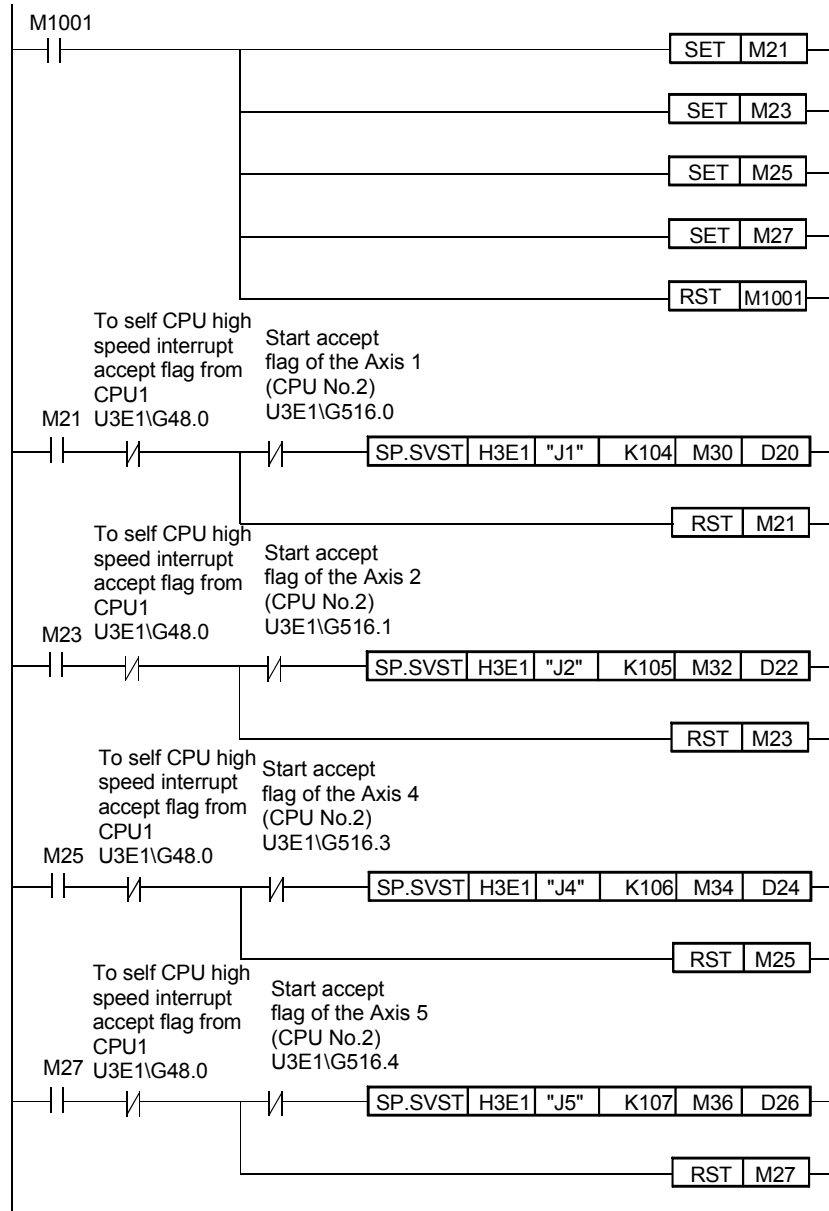 M1001
SET M21
SET M23
SET M25
SET M27
RST M1001
To self CPU high
speed interrupt
accept flag from
CPU1
U3E1\G48.0
Start accept
flag of the Axis 1
(CPU No.2)
U3E1\G516.0
M21
SP.SVST H3E1 "J1" K104 M30 D20
RST M21
To self CPU high
speed interrupt
accept flag from
CPU1
U3E1\G48.0
Start accept
flag of the Axis 2
(CPU No.2)
U3E1\G516.1
M23
SP.SVST H3E1 "J2" K105 M32 D22
RST M23
To self CPU high
speed interrupt
accept flag from
CPU1
U3E1\G48.0
Start accept
flag of the Axis 4
(CPU No.2)
U3E1\G516.3
M25
SP.SVST H3E1 "J4" K106 M34 D24
RST M25
To self CPU high
speed interrupt
accept flag from
CPU1
U3E1\G48.0
Start accept
flag of the Axis 5
(CPU No.2)
U3E1\G516.4
M27
SP.SVST H3E1 "J5" K107 M36 D26
RST M27